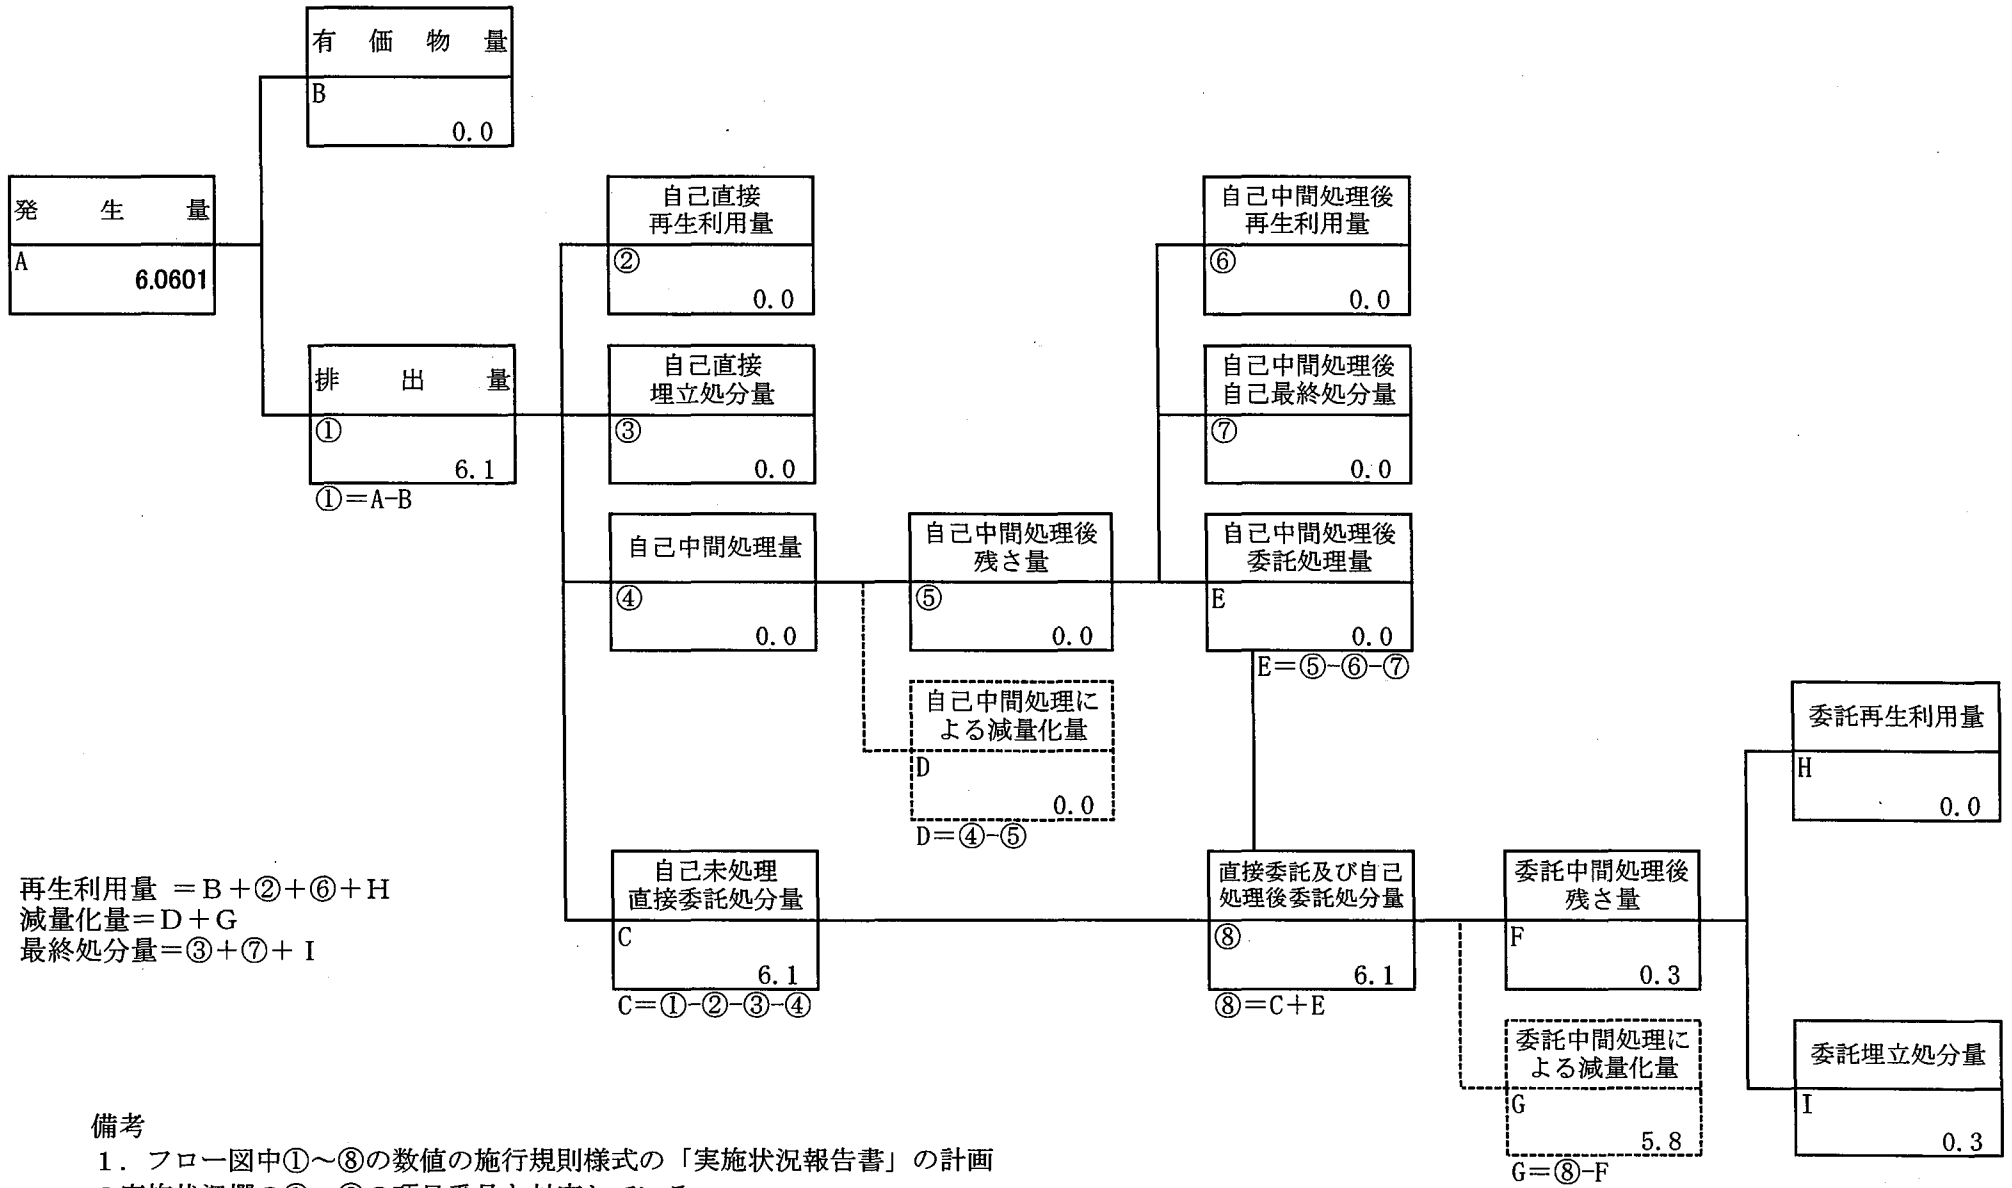 有価物量
B
0.0
発生量
A
6.0601
排出量
①
6.1
①＝A-B
自己直接
再生利用量
②
0.0
自己直接
埋立処分量
③
0.0
自己中間処理量
④
0.0
自己中間処理後
残さ量
⑤
0.0
自己中間処理に
よる減量化量
D
0.0
D＝④-⑤
自己中間処理後
再生利用量
⑥
0.0
自己中間処理後
自己最終処分量
⑦
0.0
自己中間処理後
委託処理量
E
0.0
E＝⑤-⑥-⑦
自己未処理
直接委託処分量
C
6.1
C＝①-②-③-④
直接委託及び自己
処理後委託処分量
⑧
6.1
⑧＝C＋E
委託中間処理後
残さ量
F
0.3
委託中間処理に
よる減量化量
G
5.8
G＝⑧-F
委託再生利用量
H
0.0
委託埋立処分量
I
0.3
再生利用量 ＝B＋②＋⑥＋H
減量化量＝D＋G
最終処分量＝③＋⑦＋I
備考
1．フロー図中①～⑧の数値の施行規則様式の「実施状況報告書」の計画